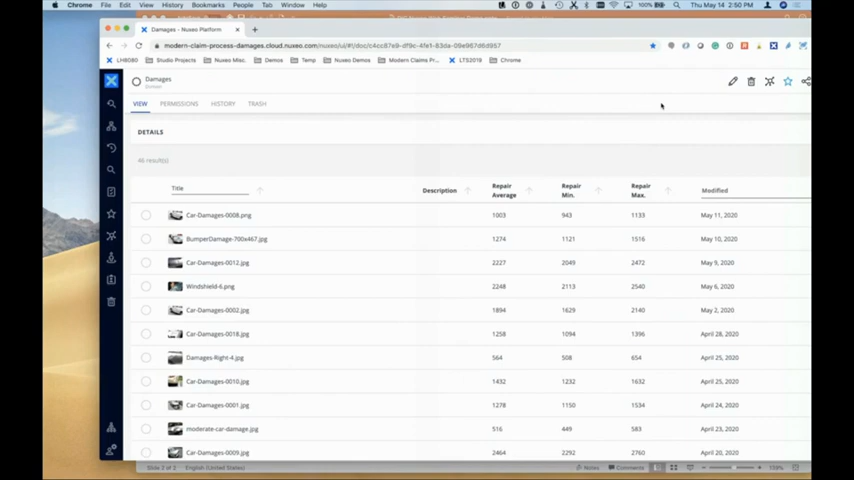 Chrome File Edit View History Bookmarks People Tab Window Help 100% Thu May 14 2:50 PM
Damages - Nuxeo Platform
modern-claim-process-damages.cloud.nuxeo.com/nuxeo/ui/#!/doc/c4cc87e9-df9c-4fe1-83da-09e967d6d957
LH8080 Studio Projects Nuxeo Misc. Demos Temp Nuxeo Demos Modern Claims Pr... LTS2019 Chrome
Damages
VIEW PERMISSIONS HISTORY TRASH
DETAILS
46 result(s)
Title Description Repair Average Repair Min. Repair Max. Modified
Car-Damages-0008.png 1003 943 1133 May 11, 2020
BumperDamage-700x467.jpg 1274 1121 1516 May 10, 2020
Car-Damages-0012.jpg 2227 2049 2472 May 9, 2020
Windshield-6.png 2248 2113 2540 May 6, 2020
Car-Damages-0002.jpg 1894 1629 2140 May 2, 2020
Car-Damages-0018.jpg 1258 1094 1396 April 28, 2020
Damages-Right-4.jpg 564 508 654 April 25, 2020
Car-Damages-0010.jpg 1432 1232 1632 April 25, 2020
Car-Damages-0001.jpg 1278 1150 1534 April 24, 2020
moderate-car-damage.jpg 516 449 583 April 23, 2020
Car-Damages-0009.jpg 2464 2292 2760 April 20, 2020
Slide 2 of 2 English (United States) Notes Comments 159%